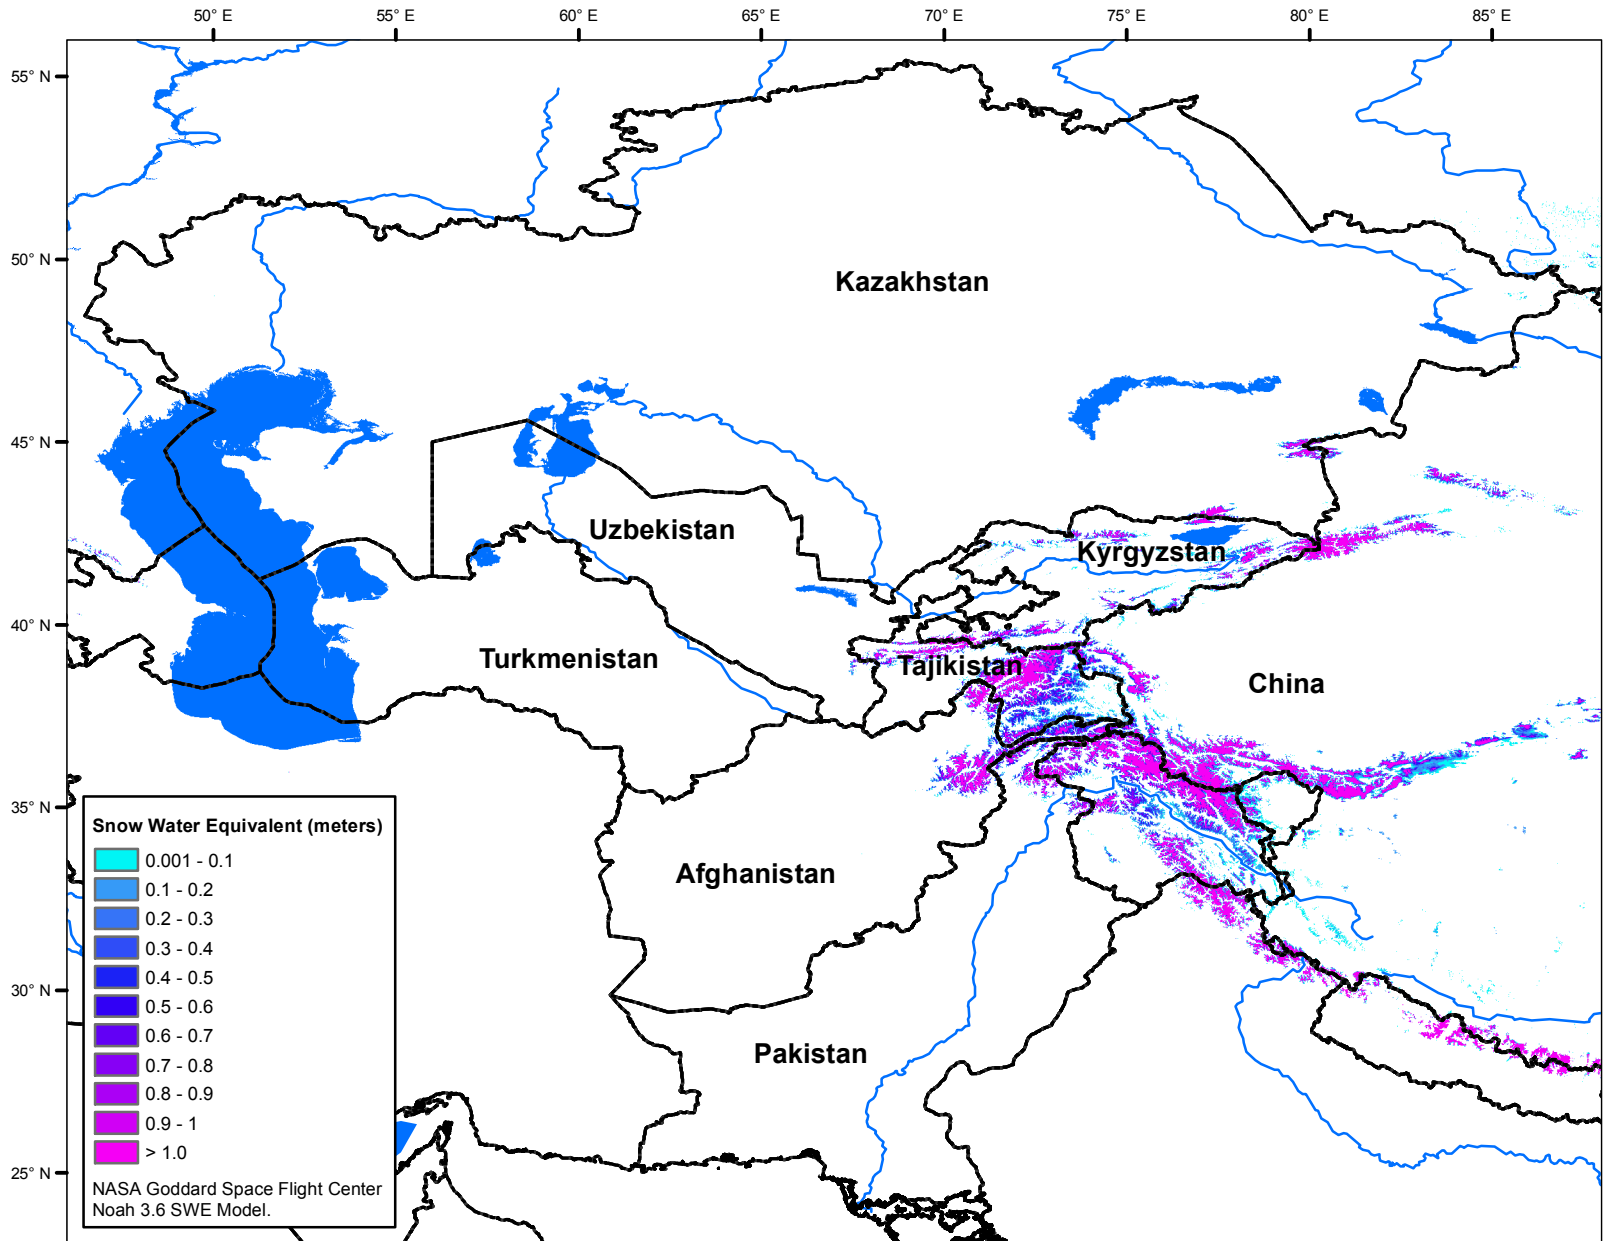 50° E 55° E 60° E 65° E 70° E 75° E 80° E 85° E
55° N
50° N
45° N
40° N
35° N
30° N
25° N
Kazakhstan
Uzbekistan
Kyrgyzstan
Turkmenistan
Tajikistan
China
Afghanistan
Pakistan
Snow Water Equivalent (meters)
0.001 - 0.1
0.1 - 0.2
0.2 - 0.3
0.3 - 0.4
0.4 - 0.5
0.5 - 0.6
0.6 - 0.7
0.7 - 0.8
0.8 - 0.9
0.9 - 1
> 1.0
NASA Goddard Space Flight Center
Noah 3.6 SWE Model.